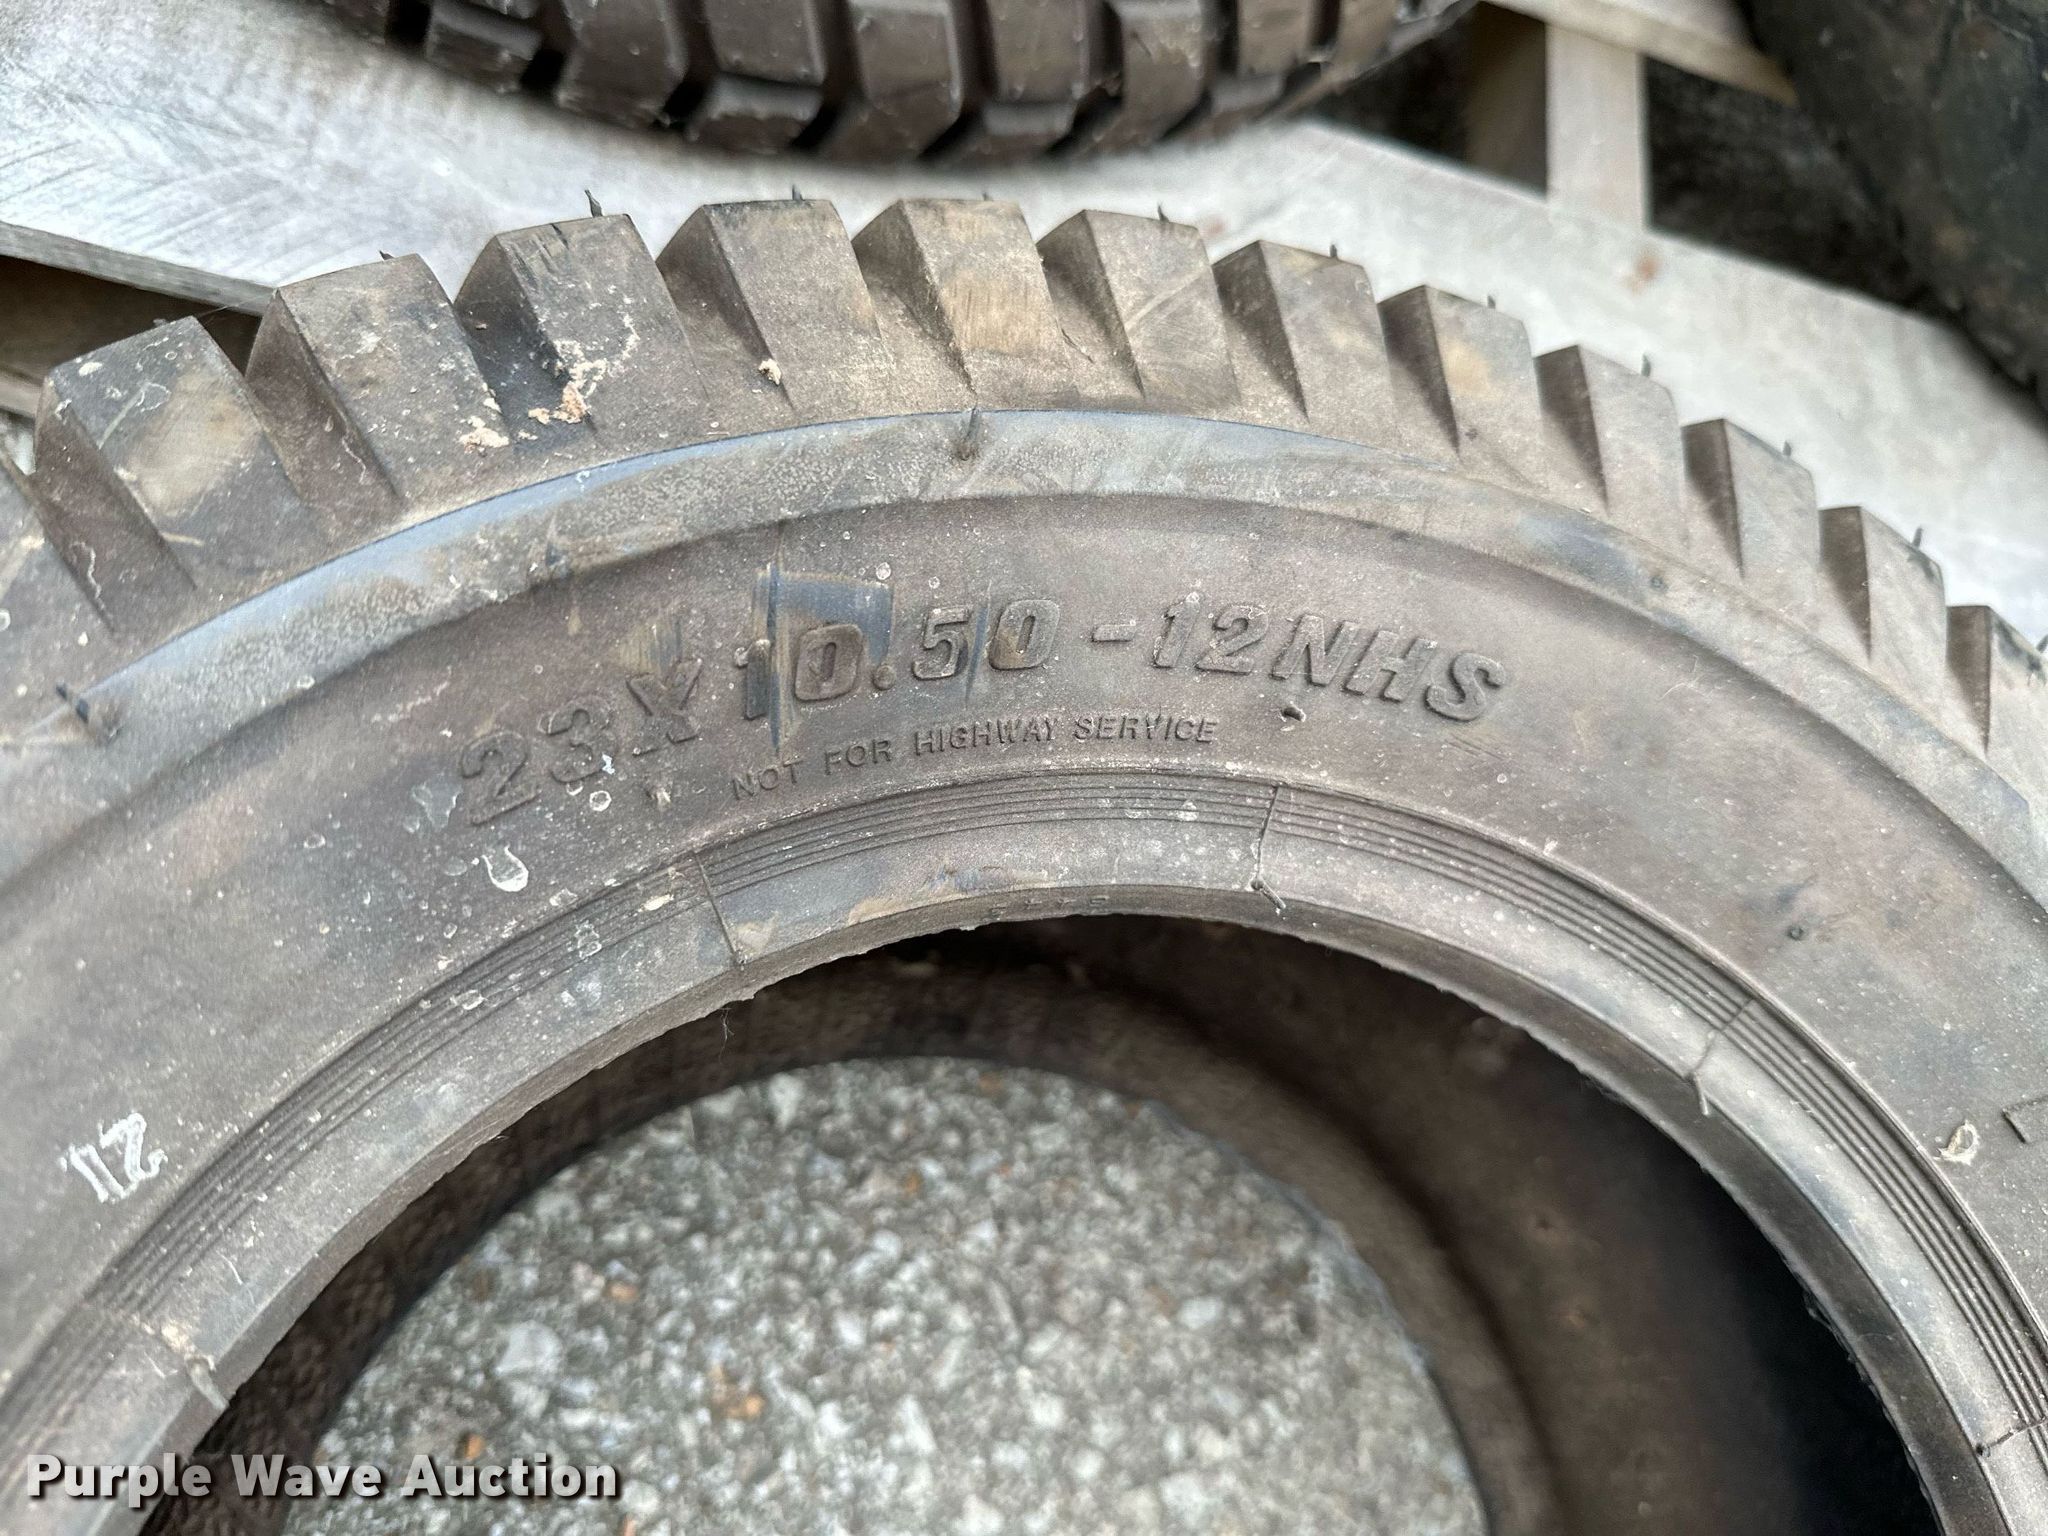 23X10.50-12NHS
NOT FOR HIGHWAY SERVICE
Purple Wave Auction